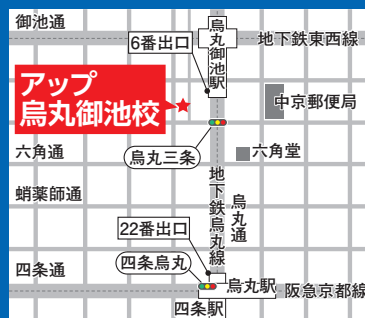 御池通
6番出口
烏丸御池駅
地下鉄東西線
アップ
烏丸御池校
中京郵便局
六角通
烏丸三条
六角堂
蛸薬師通
地下鉄烏丸線
烏丸通
22番出口
四条通
四条烏丸
烏丸駅
阪急京都線
四条駅